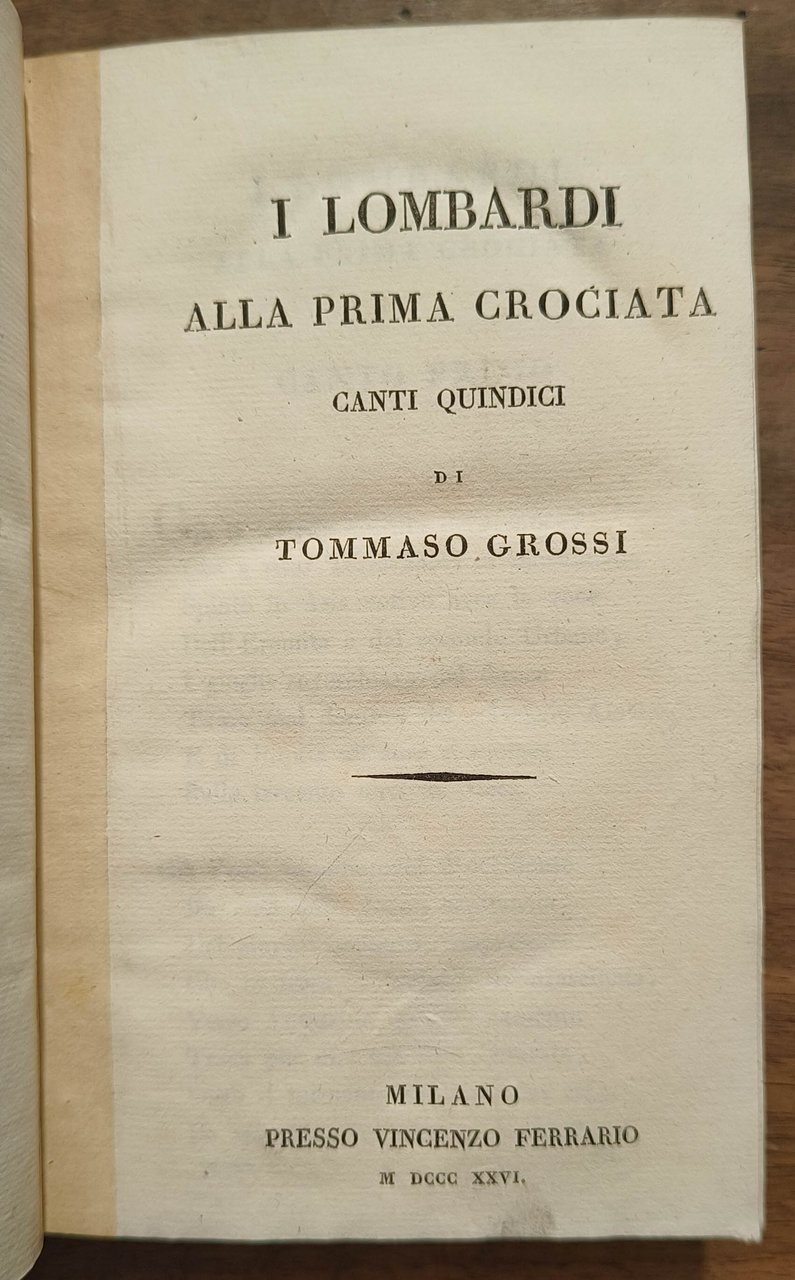 I LOMBARDI
ALLA PRIMA CROCIATA
CANTI QUINDICI
DI
TOMMASO GROSSI
MILANO
PRESSO VINCENZO FERRARIO
M DCCC XXVI.